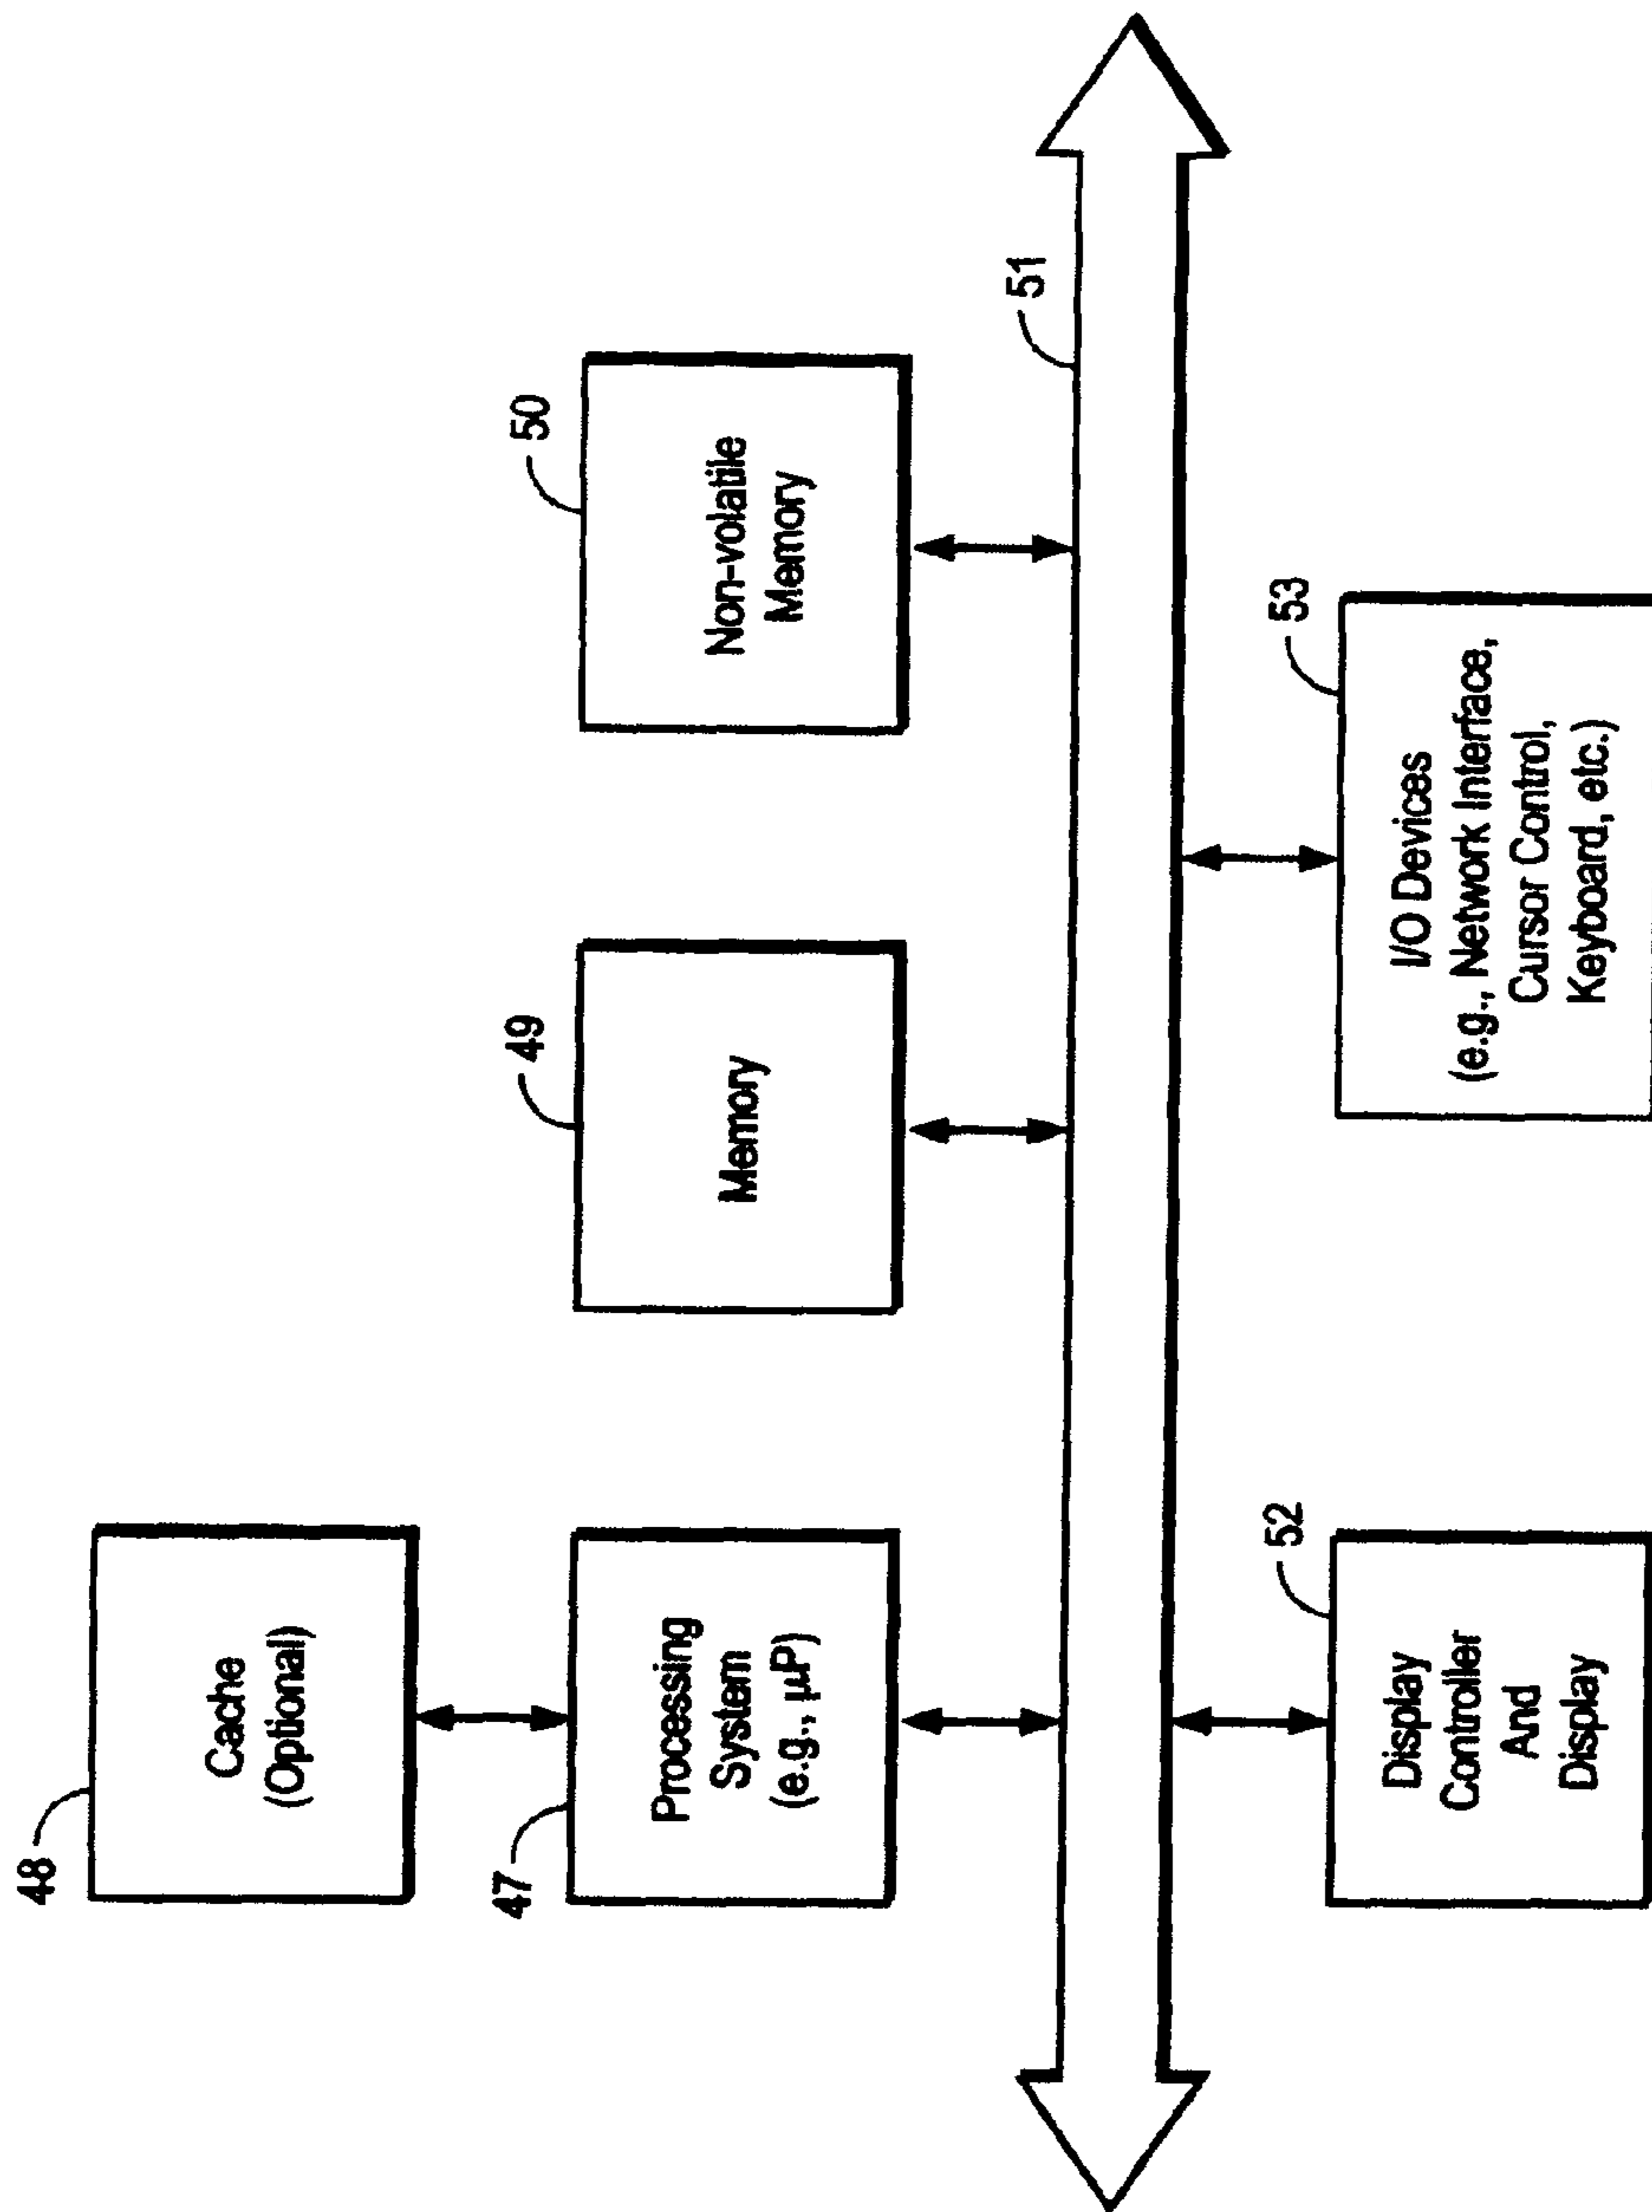 48
Cache
(Optional)
47
Processing
System
(e.g., µP)
49
Memory
50
Non-volatile
Memory
51
52
Display
Controller
And
Display
53
I/O Devices
(e.g., Network Interface,
Cursor Control,
Keyboard, etc.)